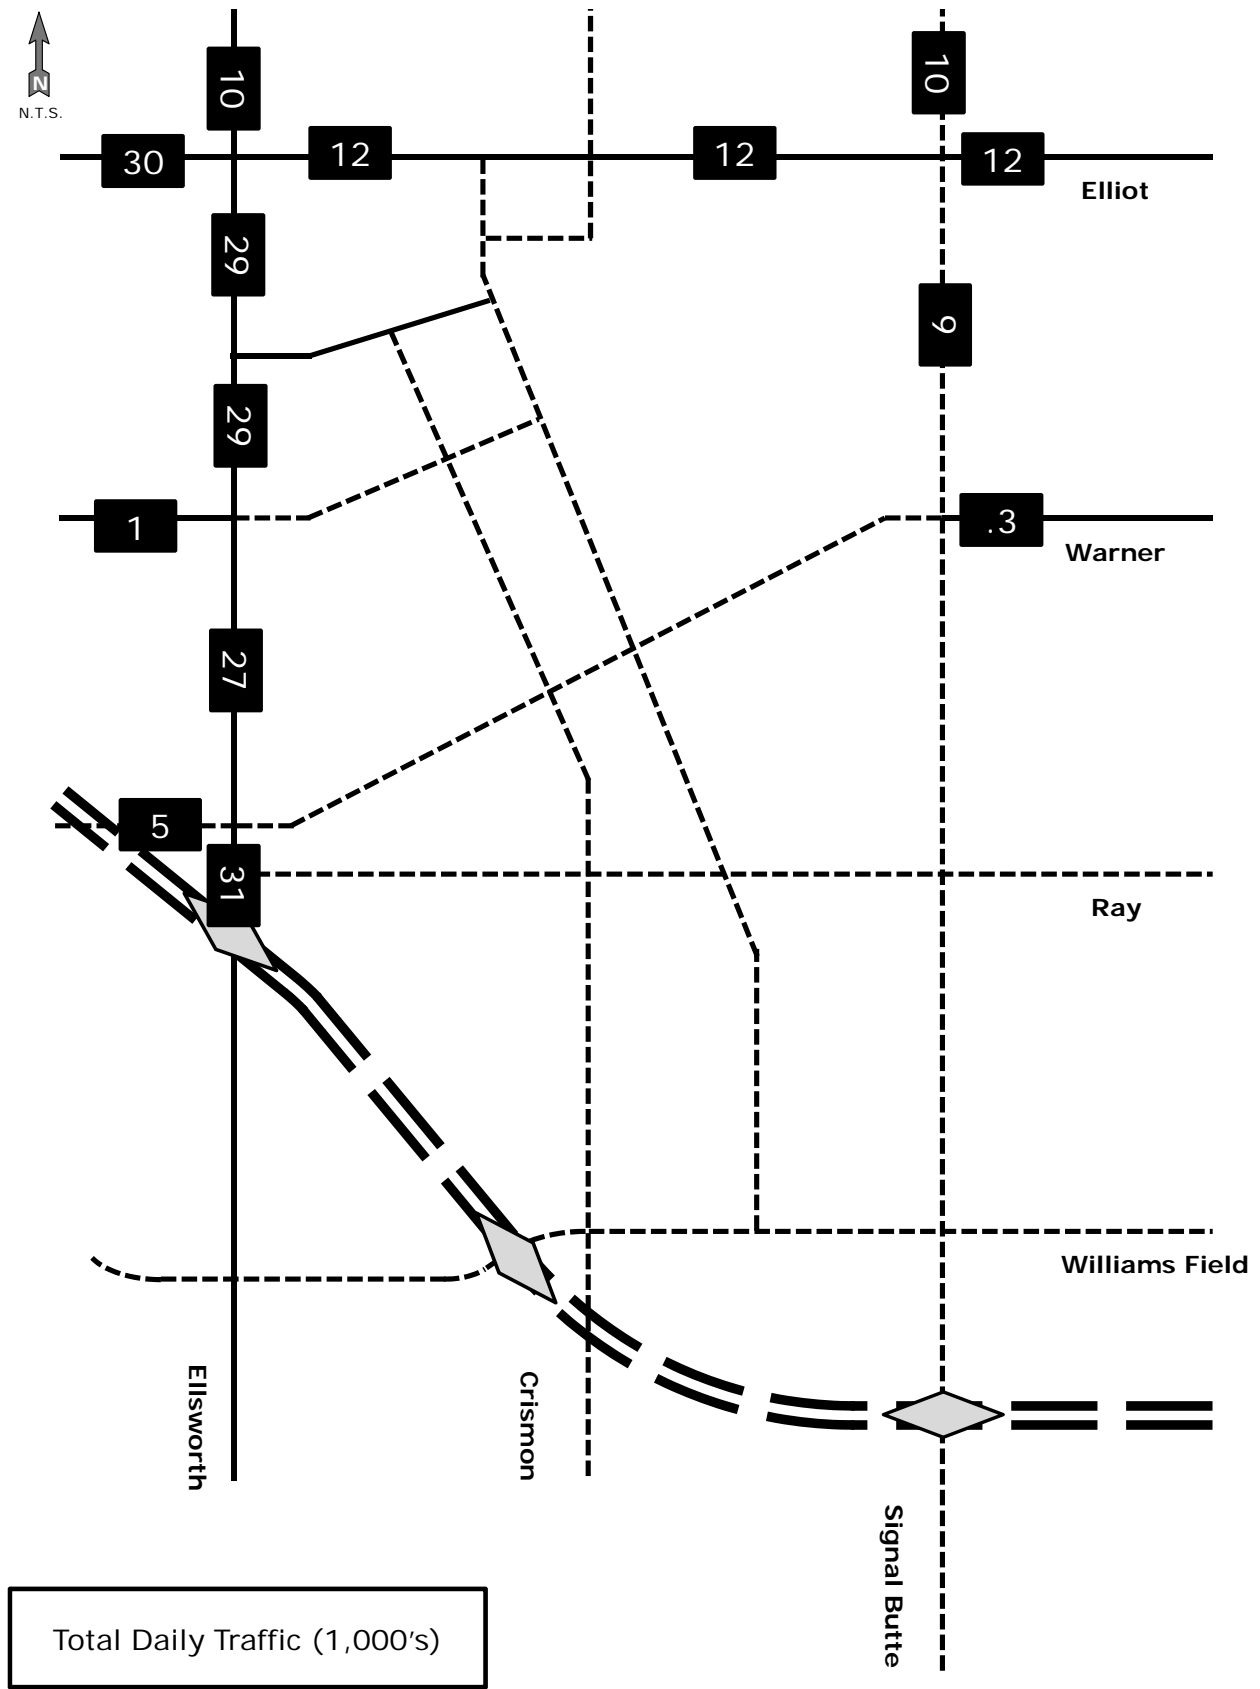 10
10
N
N.T.S.
30
12
12
12
Elliot
29
9
29
1
.3
Warner
27
5
31
Ray
Williams Field
Ellsworth
Crismon
Signal Butte
Total Daily Traffic (1,000's)